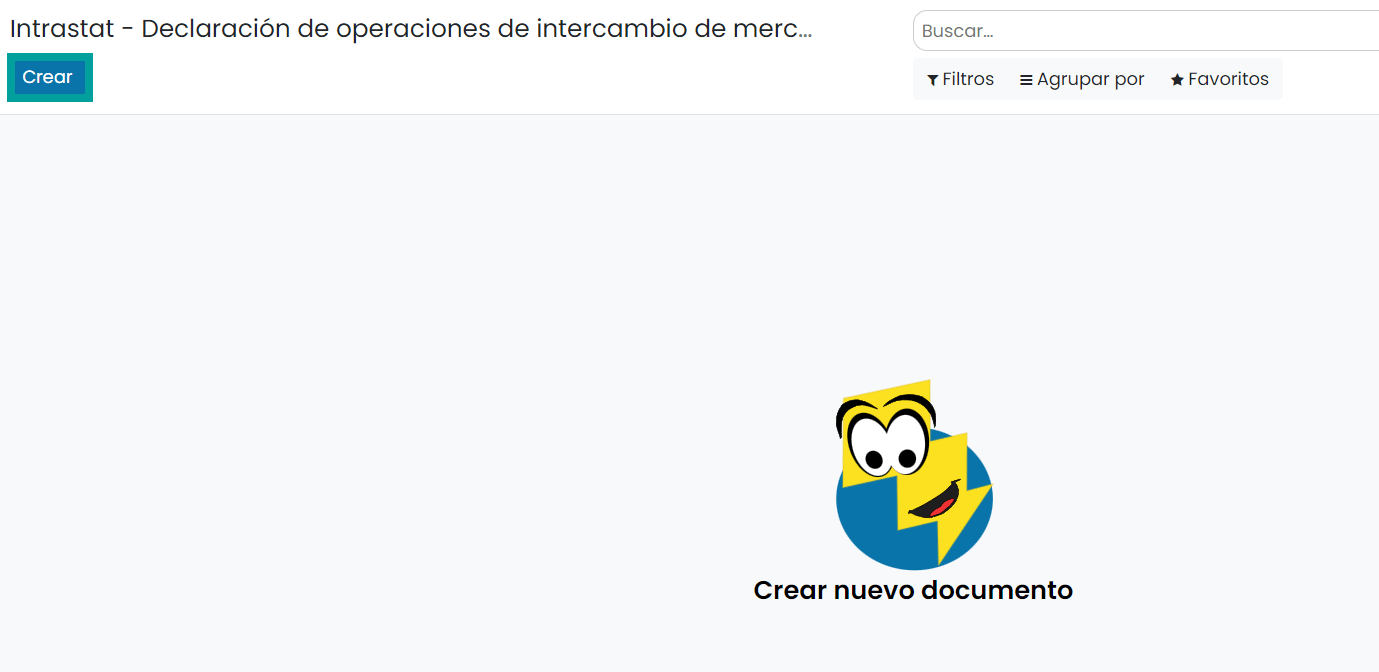 Intrastat - Declaración de operaciones de intercambio de merc...
Buscar...
Crear
Filtros Agrupar por Favoritos
Crear nuevo documento